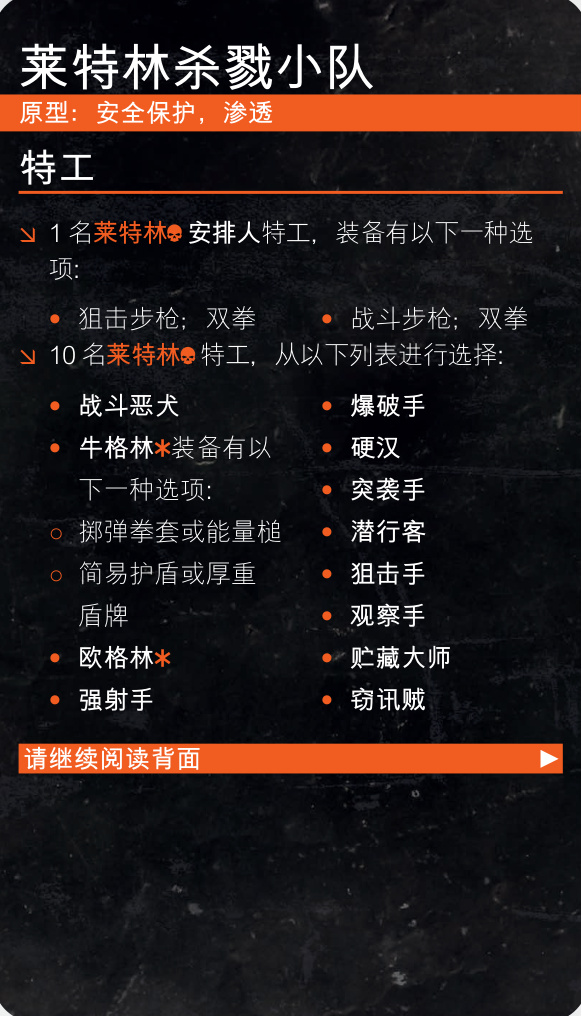 莱特林杀戮小队
原型：安全保护，渗透
特工
1 名莱特林安排人特工，装备有以下一种选
项:
狙击步枪；双拳
战斗步枪；双拳
10 名莱特林特工，从以下列表进行选择:
战斗恶犬
牛格林*装备有以
下一种选项:
掷弹拳套或能量槌
简易护盾或厚重
盾牌
欧格林*
强射手
爆破手
硬汉
突袭手
潜行客
狙击手
观察手
贮藏大师
窃讯贼
请继续阅读背面